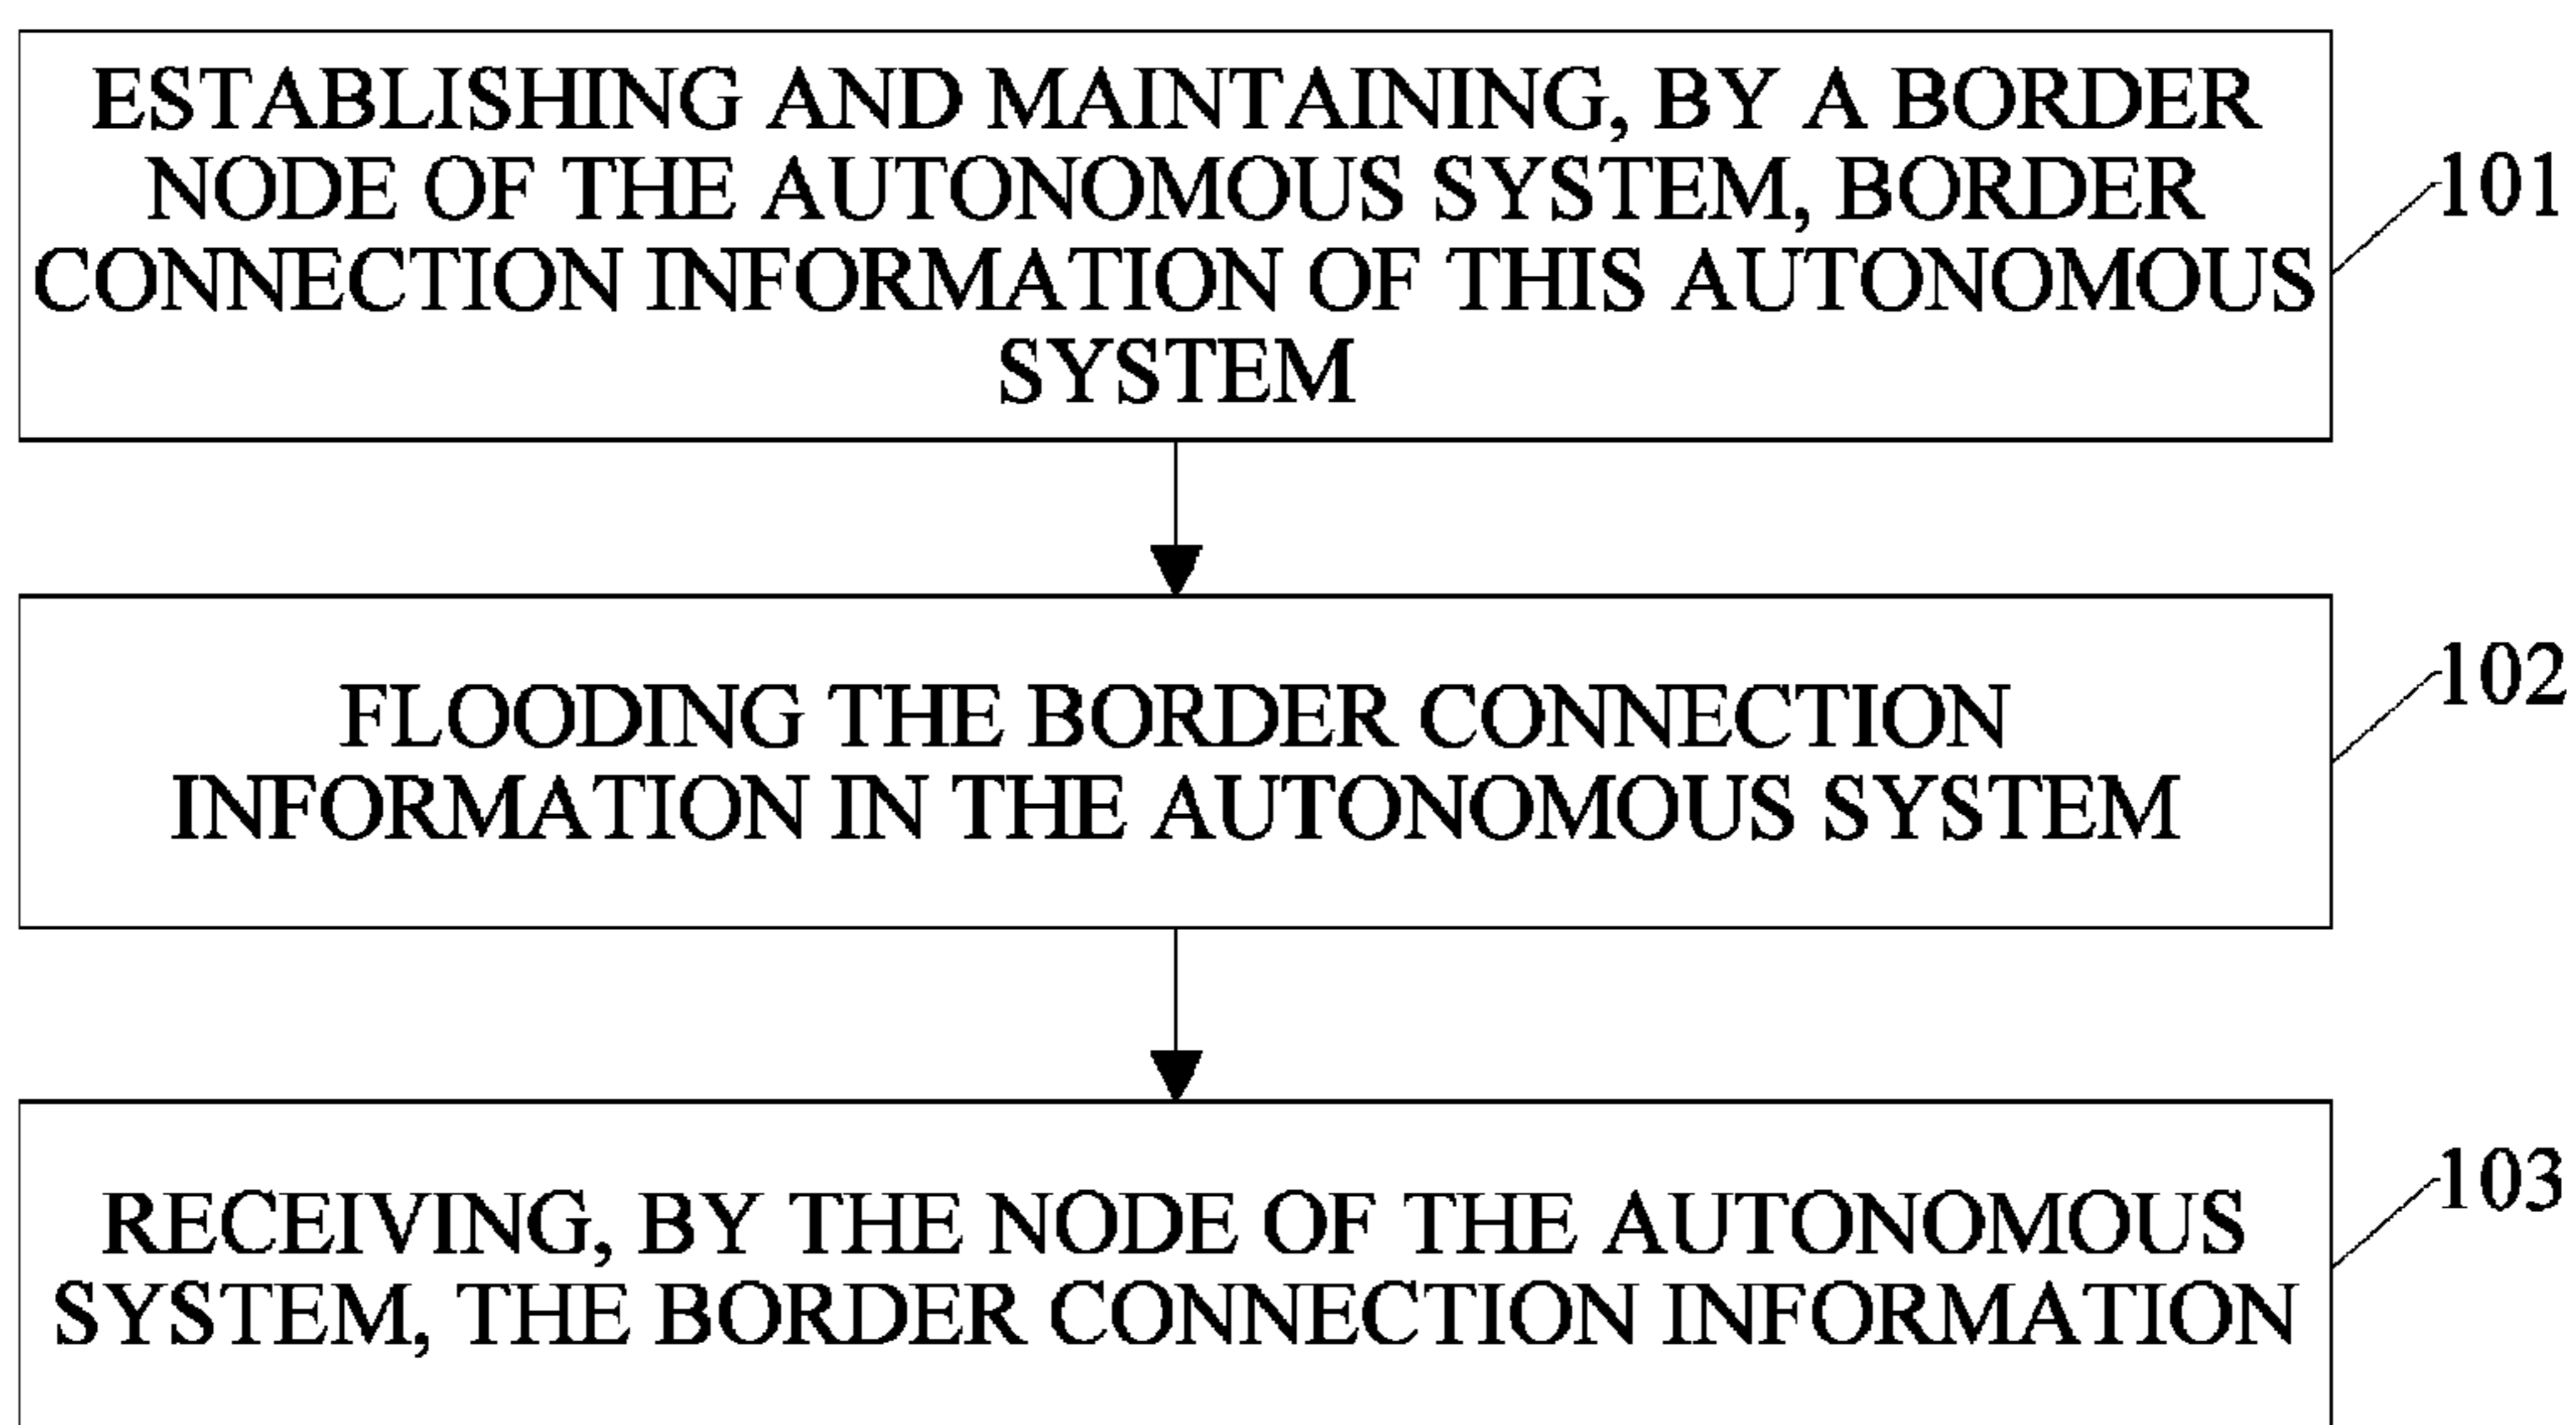 ESTABLISHING AND MAINTAINING, BY A BORDER
NODE OF THE AUTONOMOUS SYSTEM, BORDER
CONNECTION INFORMATION OF THIS AUTONOMOUS
SYSTEM
101
FLOODING THE BORDER CONNECTION
INFORMATION IN THE AUTONOMOUS SYSTEM
102
RECEIVING, BY THE NODE OF THE AUTONOMOUS
SYSTEM, THE BORDER CONNECTION INFORMATION
103